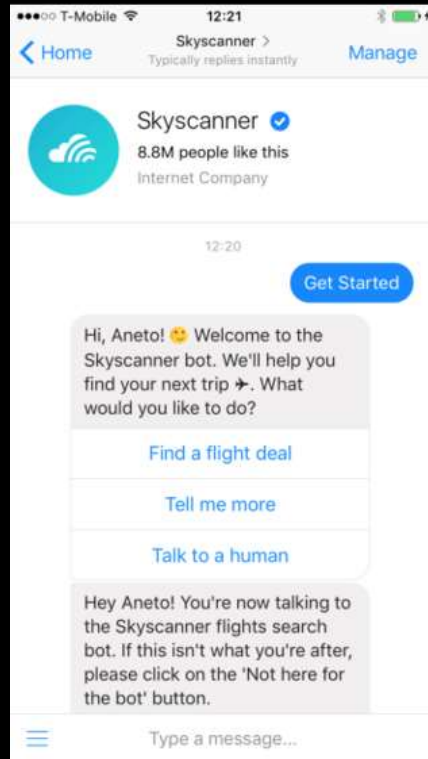 T-Mobile 12:21
Home Skyscanner > Manage
Typically replies instantly
Skyscanner
8.8M people like this
Internet Company
12:20
Get Started
Hi, Aneto! 🙂 Welcome to the
Skyscanner bot. We'll help you
find your next trip ✈. What
would you like to do?
Find a flight deal
Tell me more
Talk to a human
Hey Aneto! You're now talking to
the Skyscanner flights search
bot. If this isn't what you're after,
please click on the 'Not here for
the bot' button.
Type a message...